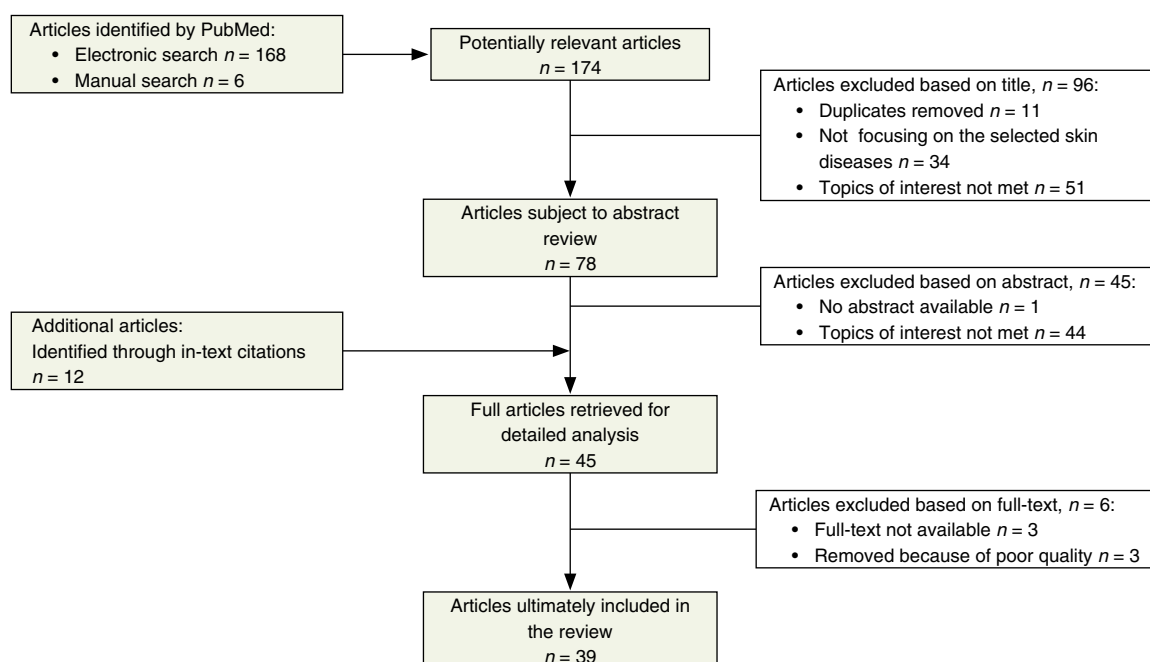 Articles identified by PubMed:
• Electronic search n = 168
• Manual search n = 6
Potentially relevant articles
n = 174
Articles excluded based on title, n = 96:
• Duplicates removed n = 11
• Not focusing on the selected skin
diseases n = 34
• Topics of interest not met n = 51
Articles subject to abstract
review
n = 78
Articles excluded based on abstract, n = 45:
• No abstract available n = 1
• Topics of interest not met n = 44
Additional articles:
Identified through in-text citations
n = 12
Full articles retrieved for
detailed analysis
n = 45
Articles excluded based on full-text, n = 6:
• Full-text not available n = 3
• Removed because of poor quality n = 3
Articles ultimately included in
the review
n = 39